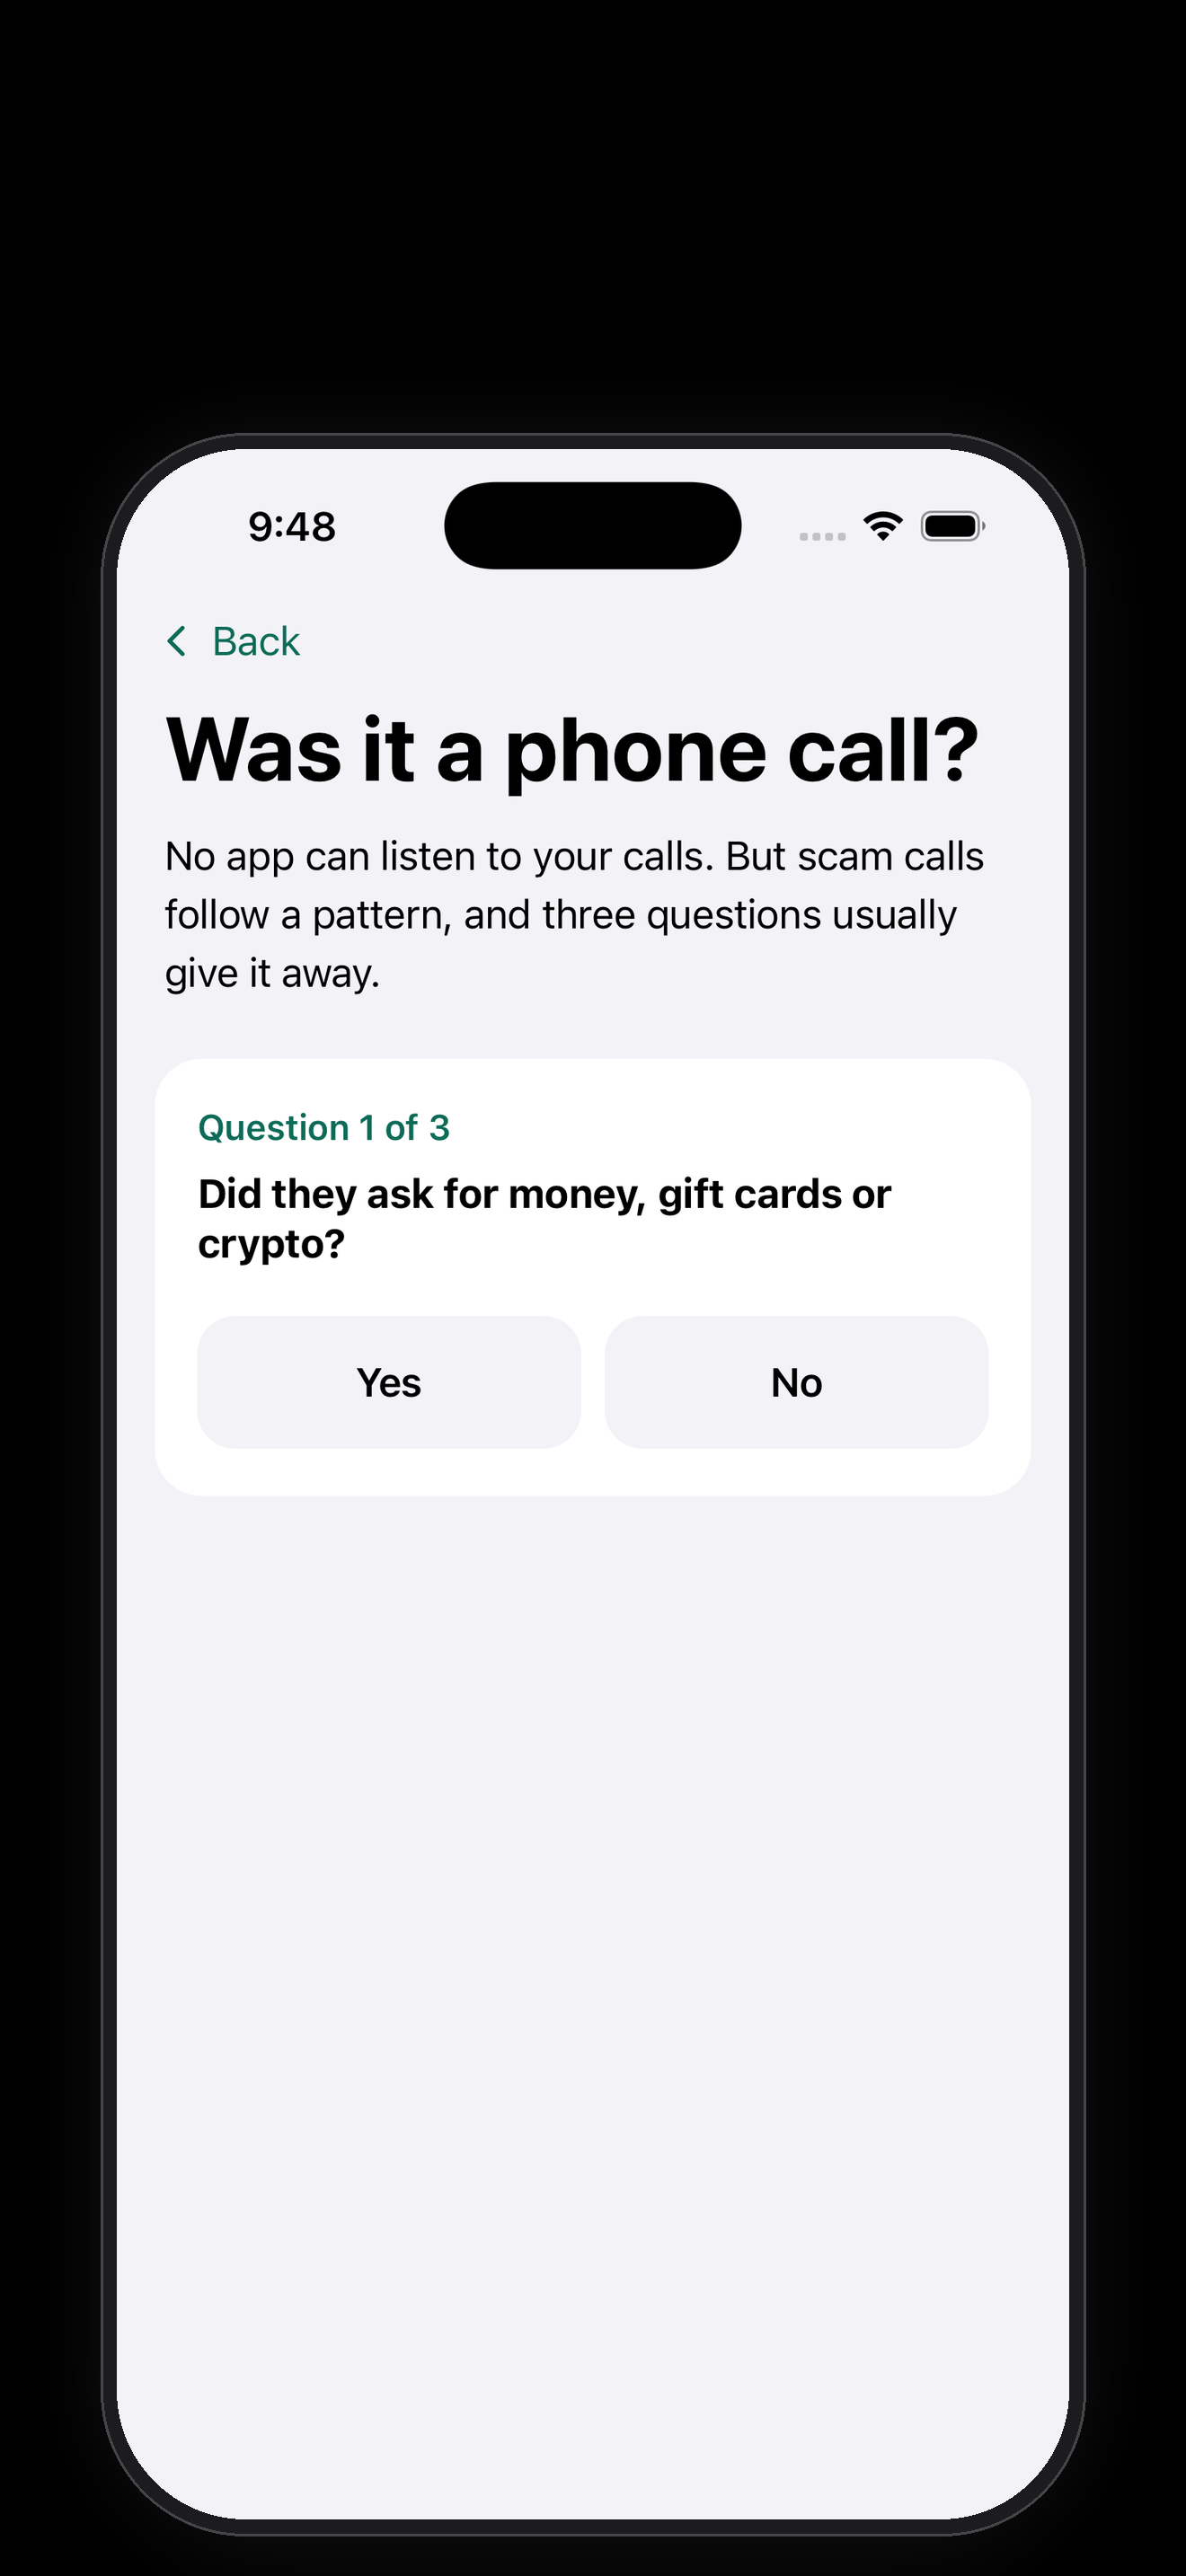 9:48
Back
Was it a phone call?
No app can listen to your calls. But scam calls
follow a pattern, and three questions usually
give it away.
Question 1 of 3
Did they ask for money, gift cards or
crypto?
Yes
No